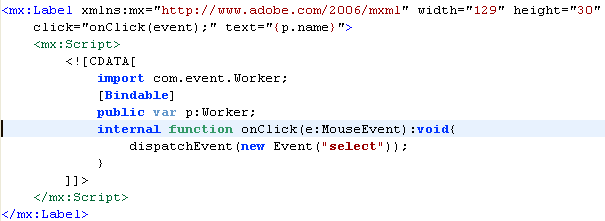 <mx:Label xmlns:mx="http://www.adobe.com/2006/mxml" width="129" height="30"
    click="onClick(event);" text="{p.name}">
    <mx:Script>
        <![CDATA[
            import com.event.Worker;
            [Bindable]
            public var p:Worker;
            internal function onClick(e:MouseEvent):void{
                dispatchEvent(new Event("select"));
            }
        ]]>
    </mx:Script>
</mx:Label>